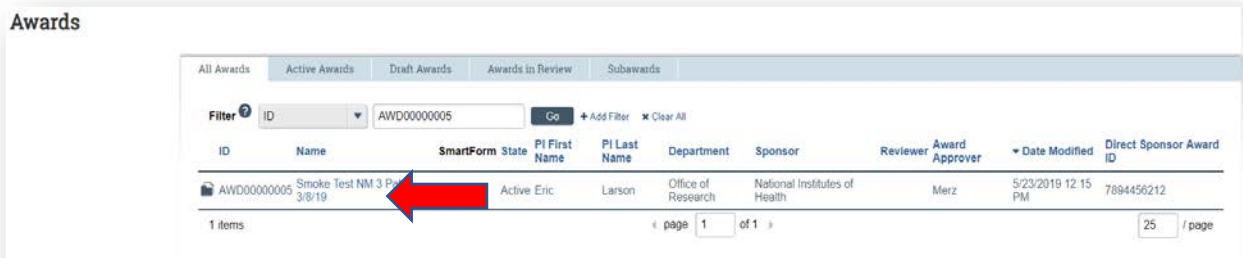 Awards
All Awards Active Awards Draft Awards Awards in Review Subawards
Filter ? ID AWD00000005 Go + Add Filter × Clear All
ID Name SmartForm State PI First Name PI Last Name Department Sponsor Reviewer Award Approver Date Modified Direct Sponsor Award ID
AWD00000005 Smoke Test NM 3 3/8/19 Active Eric Larson Office of Research National Institutes of Health Merz 5/23/2019 12:15 PM 7894456212
1 items page 1 of 1 25 / page